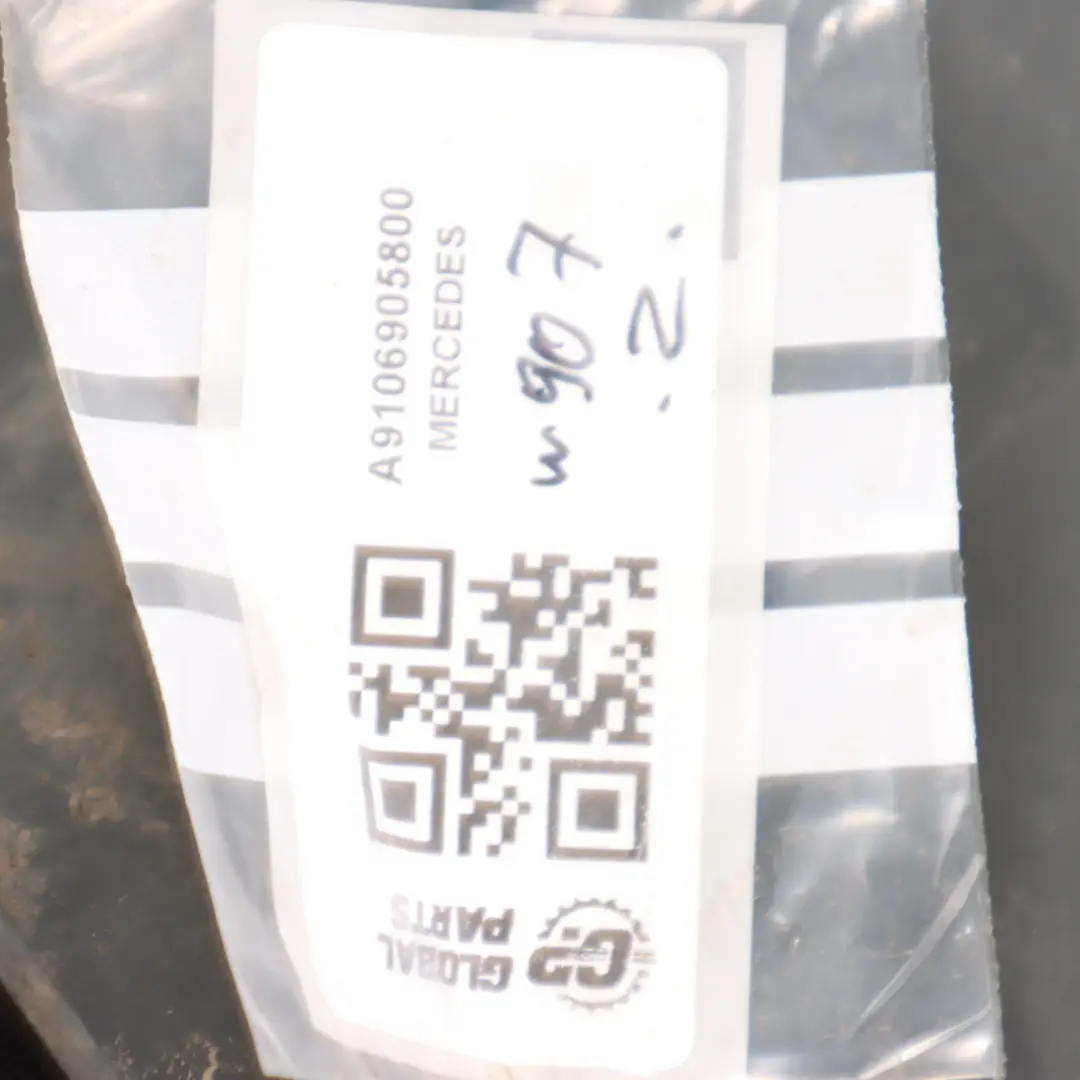 A9106905800
MERCEDES
w907
.Z.
GLOBAL
PARTS